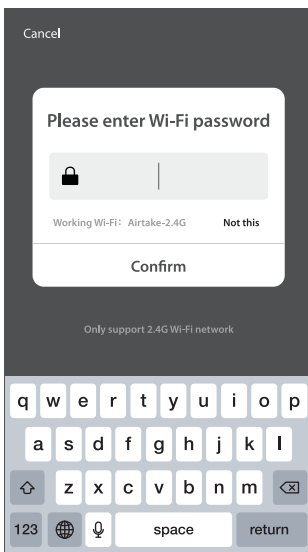 Cancel
Please enter Wi-Fi password
Working Wi-Fi: Airtake-2.4G Not this
Confirm
Only support 2.4G Wi-Fi network
q w e r t y u i o p
a s d f g h j k l
z x c v b n m
123 space return